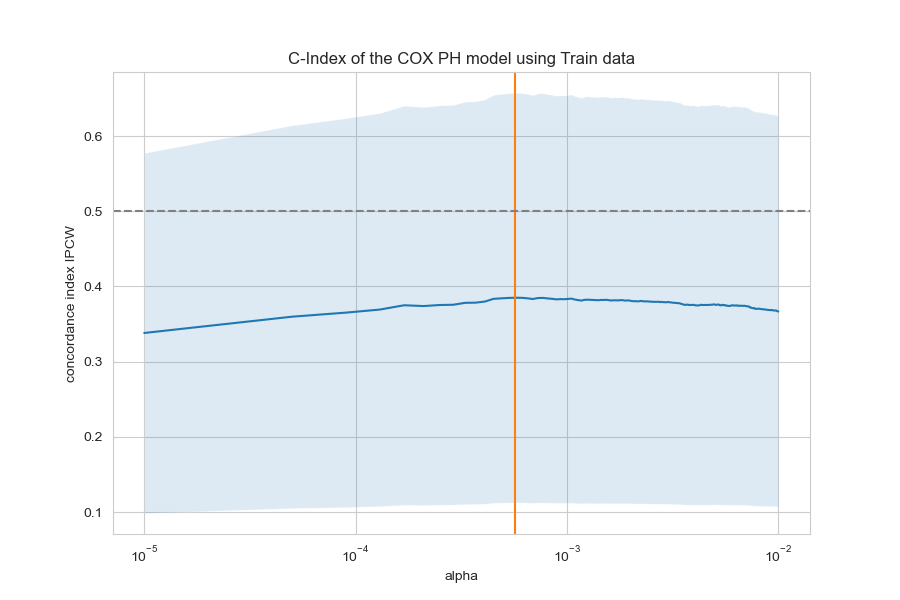 C-Index of the COX PH model using Train data
concordance index IPCW
0.6
0.5
0.4
0.3
0.2
0.1
10⁻⁵ 10⁻⁴ 10⁻³ 10⁻²
alpha